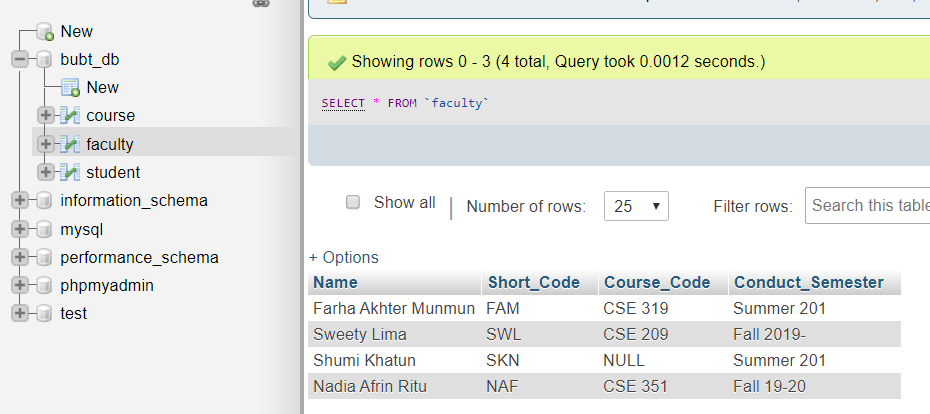 New
bubt_db
New
course
faculty
student
information_schema
mysql
performance_schema
phpmyadmin
test
Showing rows 0 - 3 (4 total, Query took 0.0012 seconds.)
SELECT * FROM `faculty`
Show all | Number of rows: 25 Filter rows: Search this table
+ Options
Name Short_Code Course_Code Conduct_Semester
Farha Akhter Munmun FAM CSE 319 Summer 201
Sweety Lima SWL CSE 209 Fall 2019-
Shumi Khatun SKN NULL Summer 201
Nadia Afrin Ritu NAF CSE 351 Fall 19-20